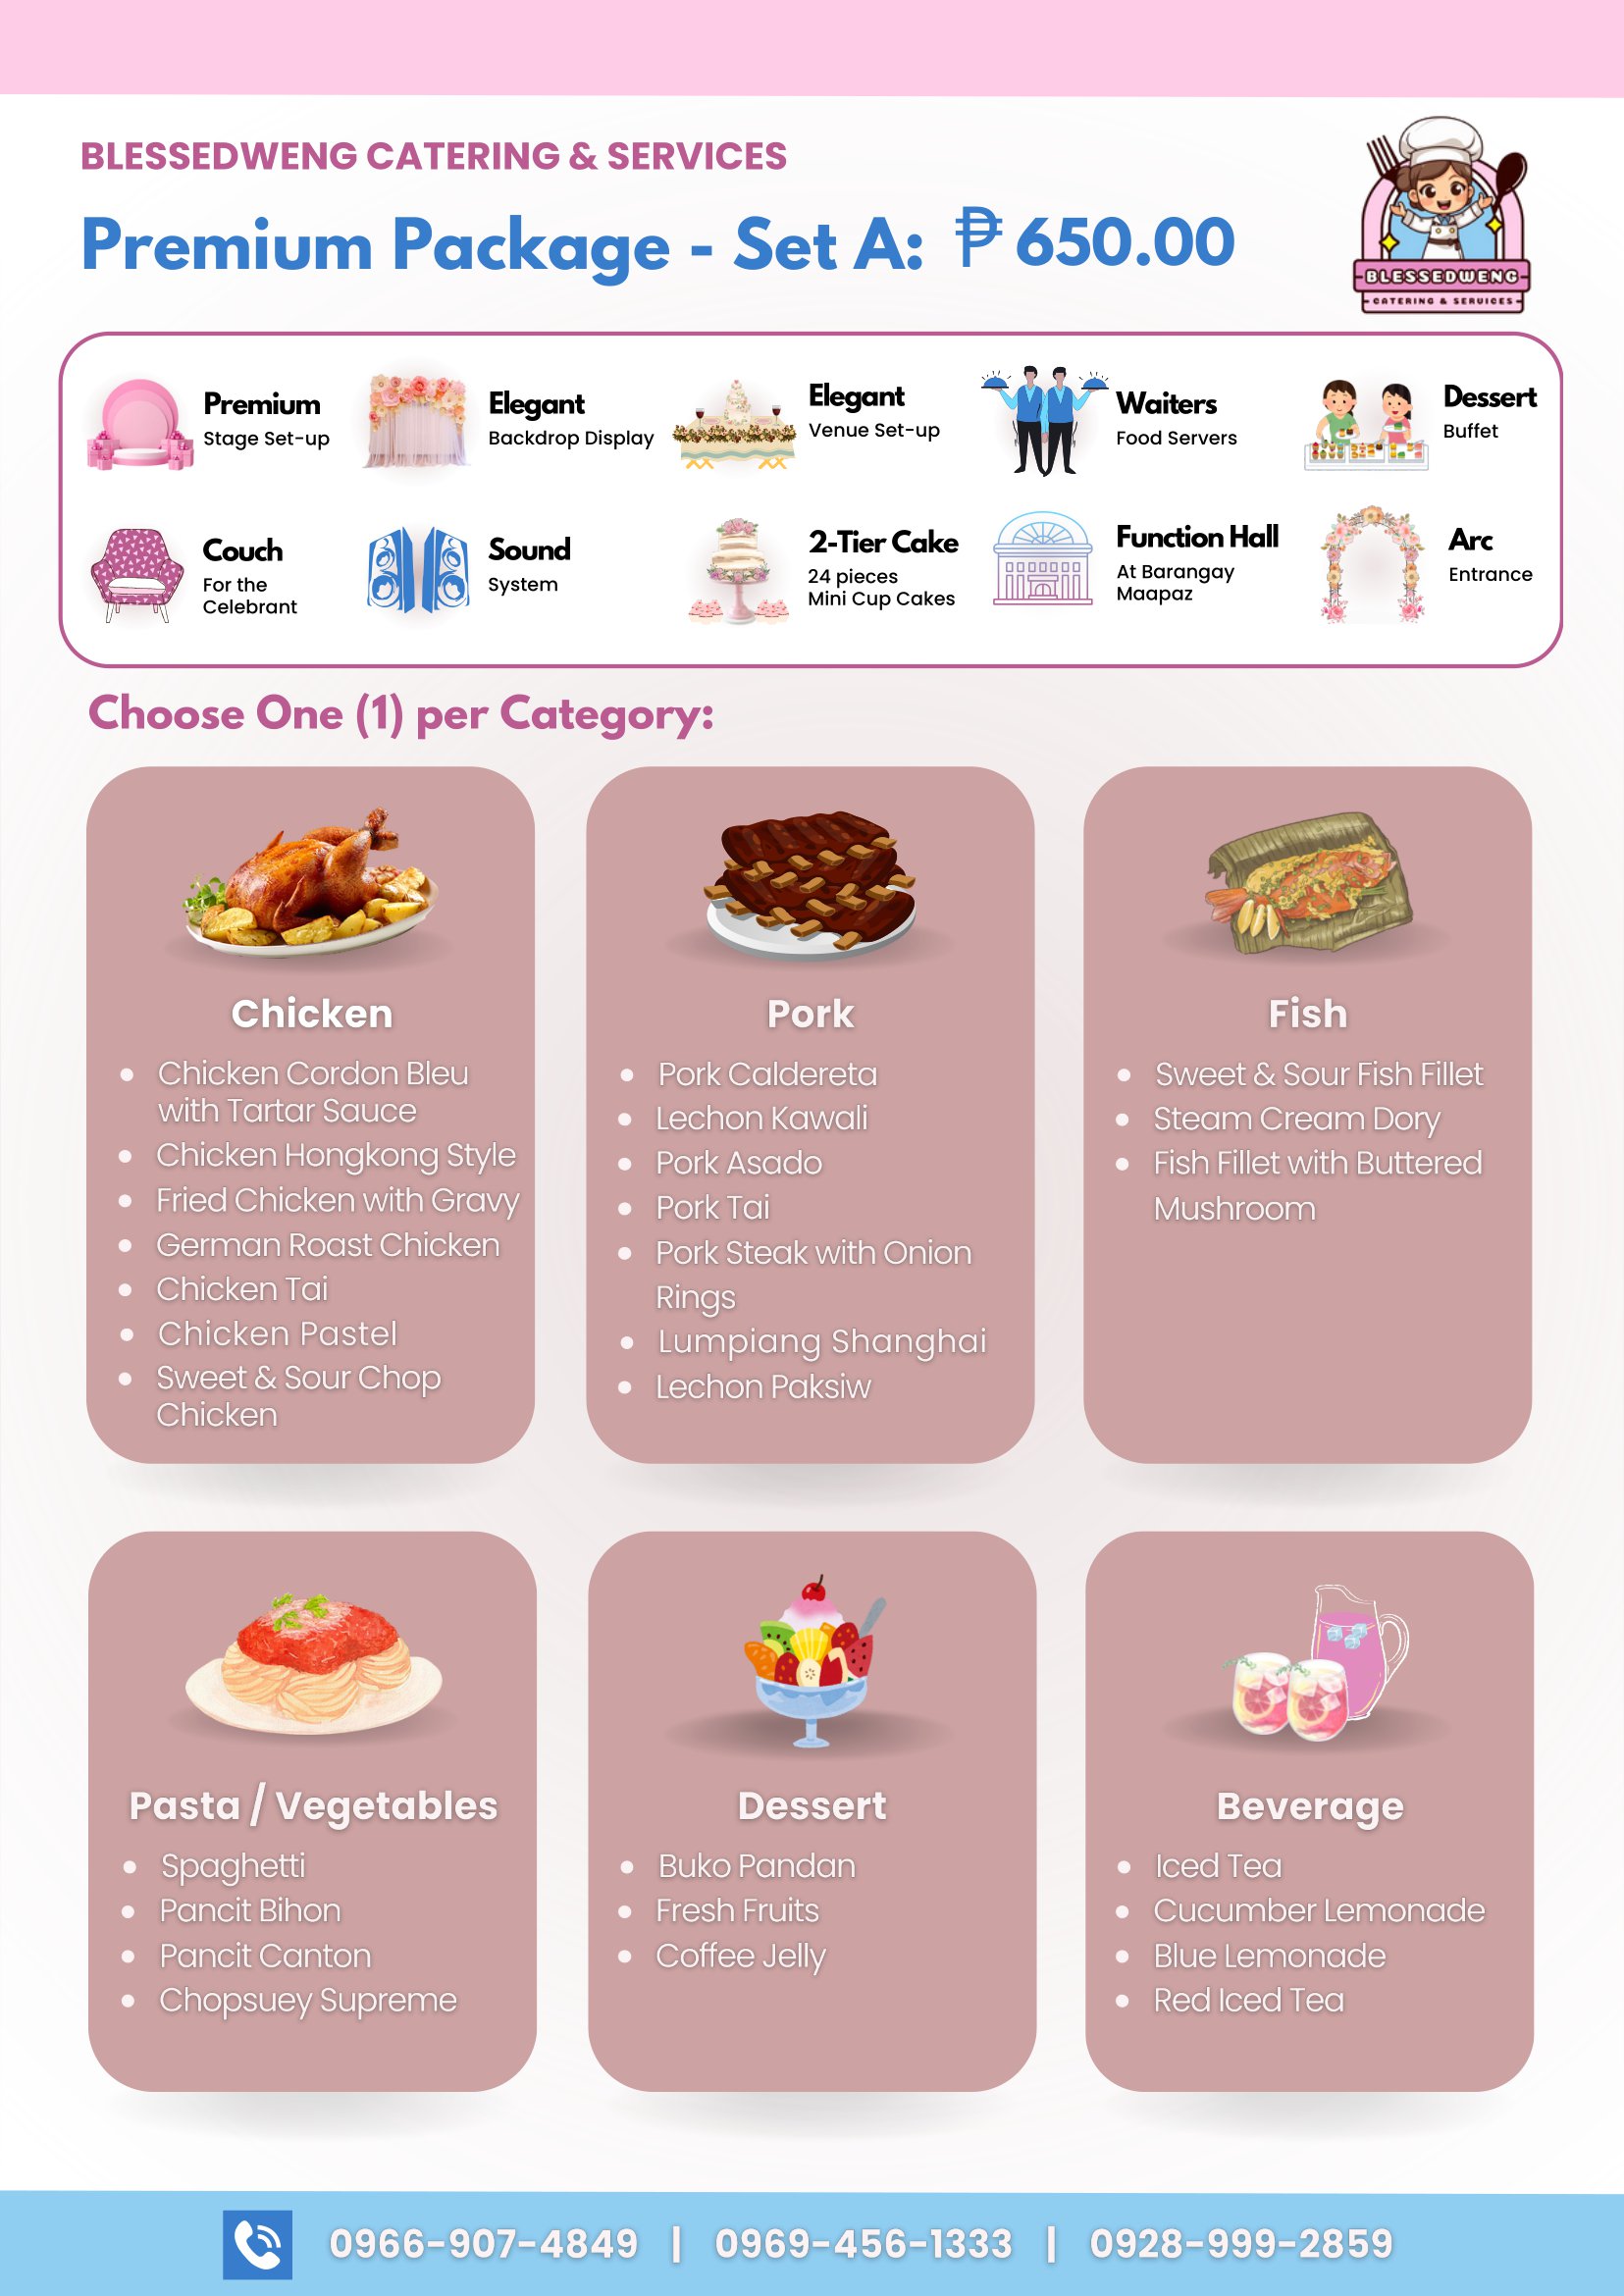 BLESSEDWENG CATERING & SERVICES
Premium Package - Set A: ₱ 650.00
BLESSEDWENG
CATERING & SERVICES
Premium
Stage Set-up
Elegant
Backdrop Display
Elegant
Venue Set-up
Waiters
Food Servers
Dessert
Buffet
Couch
For the
Celebrant
Sound
System
2-Tier Cake
24 pieces
Mini Cup Cakes
Function Hall
At Barangay
Maapaz
Arc
Entrance
Choose One (1) per Category:
Chicken
• Chicken Cordon Bleu
with Tartar Sauce
• Chicken Hongkong Style
• Fried Chicken with Gravy
• German Roast Chicken
• Chicken Tai
• Chicken Pastel
• Sweet & Sour Chop
Chicken
Pork
• Pork Caldereta
• Lechon Kawali
• Pork Asado
• Pork Tai
• Pork Steak with Onion
Rings
• Lumpiang Shanghai
• Lechon Paksiw
Fish
• Sweet & Sour Fish Fillet
• Steam Cream Dory
• Fish Fillet with Buttered
Mushroom
Pasta / Vegetables
• Spaghetti
• Pancit Bihon
• Pancit Canton
• Chopsuey Supreme
Dessert
• Buko Pandan
• Fresh Fruits
• Coffee Jelly
Beverage
• Iced Tea
• Cucumber Lemonade
• Blue Lemonade
• Red Iced Tea
0966-907-4849 | 0969-456-1333 | 0928-999-2859